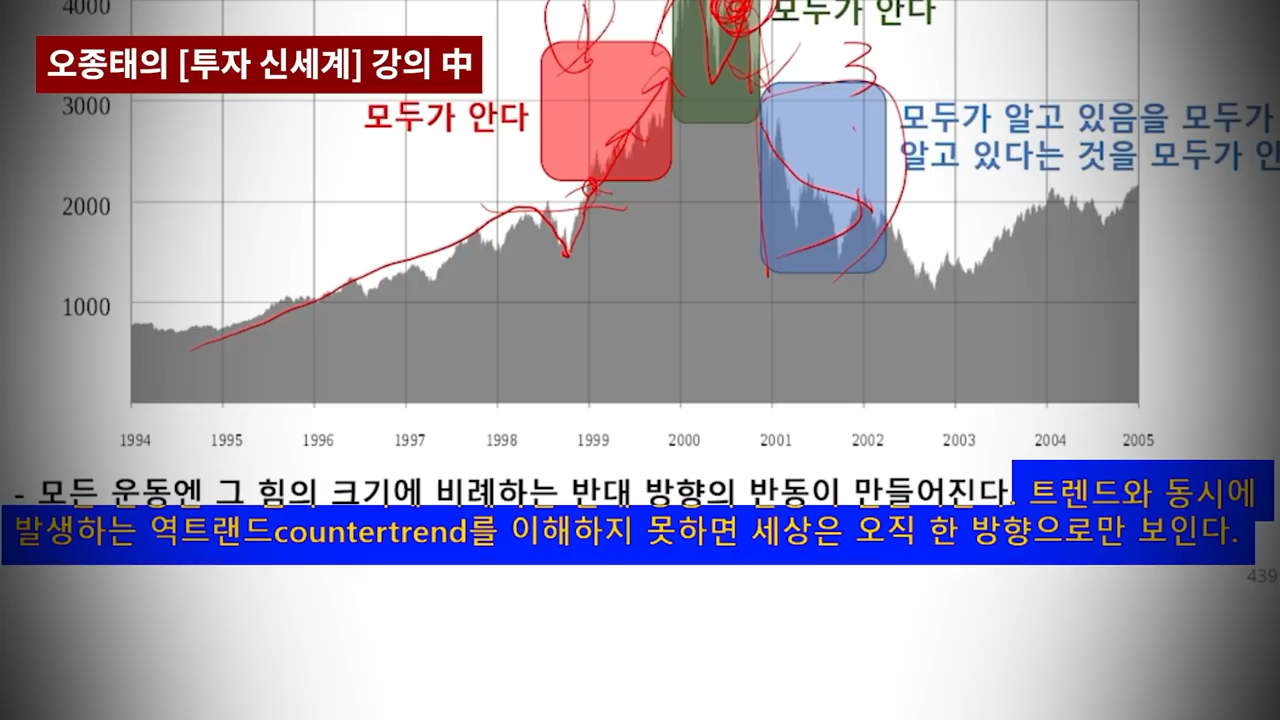 4000
모두가 안다
오종태의 [투자 신세계] 강의 中
3000
모두가 안다
3
모두가 알고 있음을 모두가
알고 있다는 것을 모두가 안
2000
1000
1994 1995 1996 1997 1998 1999 2000 2001 2002 2003 2004 2005
- 모든 운동엔 그 힘의 크기에 비례하는 반대 방향의 반동이 만들어진다. 트렌드와 동시에
발생하는 역트랜드countertrend를 이해하지 못하면 세상은 오직 한 방향으로만 보인다.
439